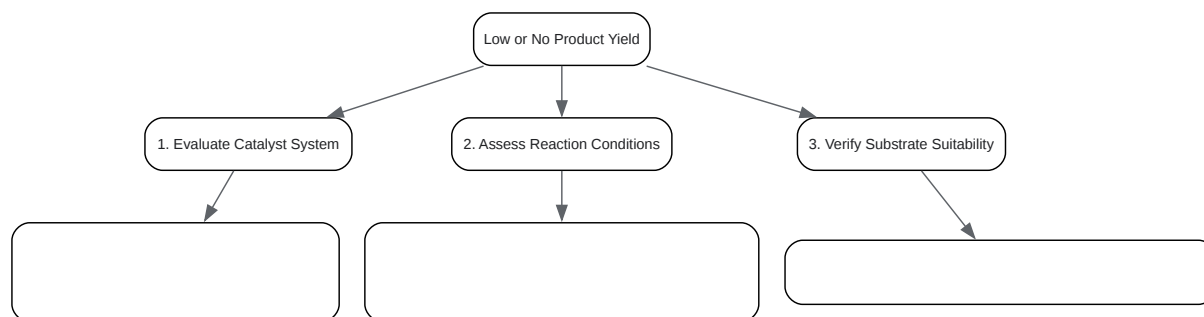 Low or No Product Yield
1. Evaluate Catalyst System
2. Assess Reaction Conditions
3. Verify Substrate Suitability